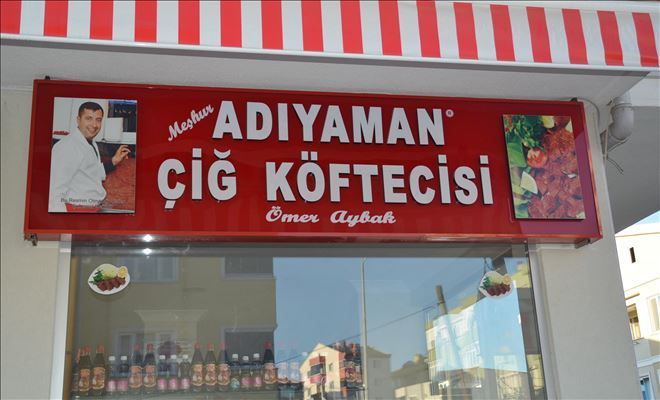 Meşhur
ADIYAMAN®
ÇİĞ KÖFTECİSİ
Ömer Aybak